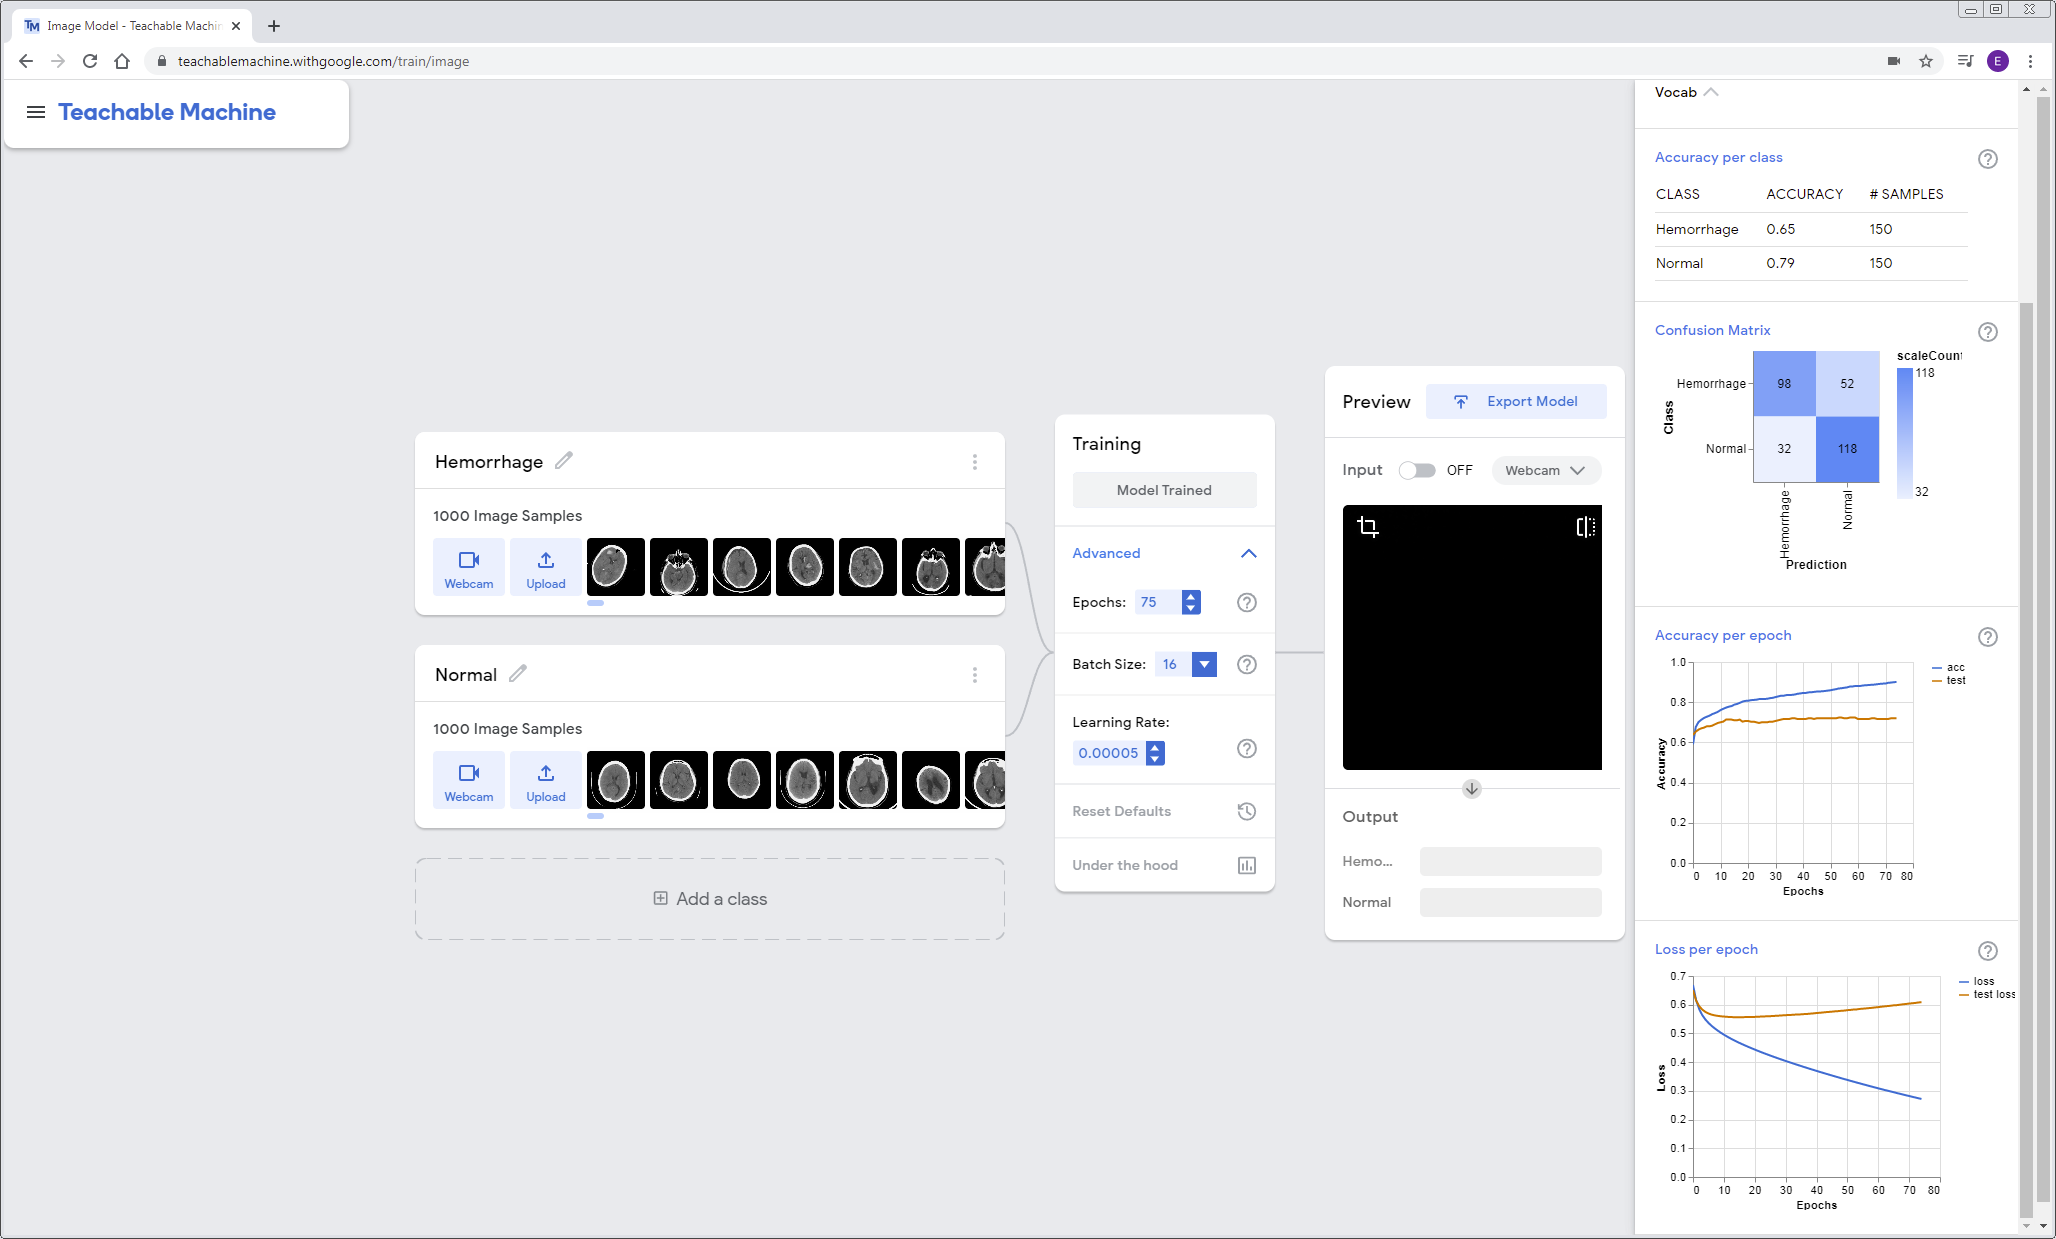 Image Model - Teachable Machin
teachablemachine.withgoogle.com/train/image
E
Teachable Machine
Hemorrhage
1000 Image Samples
Webcam
Upload
Normal
1000 Image Samples
Webcam
Upload
Add a class
Training
Model Trained
Advanced
Epochs: 75
Batch Size: 16
Learning Rate:
0.00005
Reset Defaults
Under the hood
Preview
Export Model
Input OFF Webcam
Output
Hemo...
Normal
Vocab
Accuracy per class
CLASS ACCURACY # SAMPLES
Hemorrhage 0.65 150
Normal 0.79 150
Confusion Matrix
scaleCount
118
32
Class
Hemorrhage 98 52
Normal 32 118
Hemorrhage Normal
Prediction
Accuracy per epoch
acc
test
Accuracy
1.0
0.8
0.6
0.4
0.2
0.0
0 10 20 30 40 50 60 70 80
Epochs
Loss per epoch
loss
test loss
Loss
0.7
0.6
0.5
0.4
0.3
0.2
0.1
0.0
0 10 20 30 40 50 60 70 80
Epochs